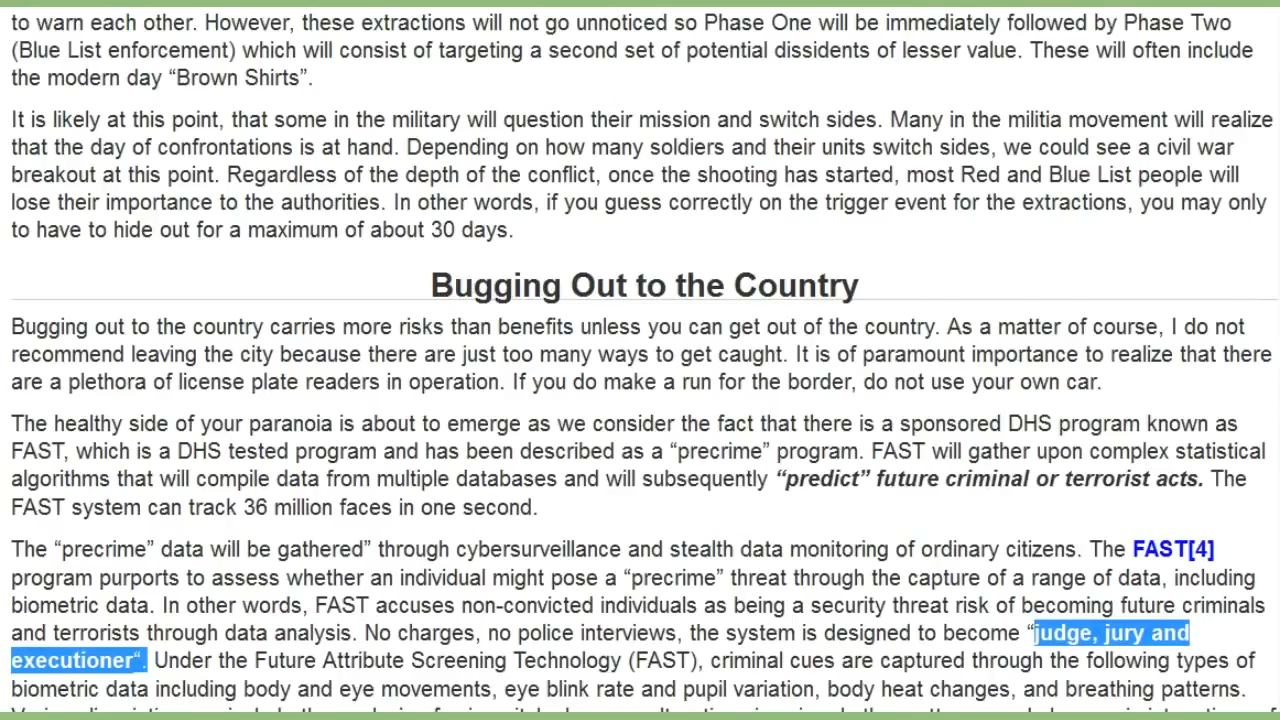 to warn each other. However, these extractions will not go unnoticed so Phase One will be immediately followed by Phase Two
(Blue List enforcement) which will consist of targeting a second set of potential dissidents of lesser value. These will often include
the modern day “Brown Shirts”.
It is likely at this point, that some in the military will question their mission and switch sides. Many in the militia movement will realize
that the day of confrontations is at hand. Depending on how many soldiers and their units switch sides, we could see a civil war
breakout at this point. Regardless of the depth of the conflict, once the shooting has started, most Red and Blue List people will
lose their importance to the authorities. In other words, if you guess correctly on the trigger event for the extractions, you may only
to have to hide out for a maximum of about 30 days.
Bugging Out to the Country
Bugging out to the country carries more risks than benefits unless you can get out of the country. As a matter of course, I do not
recommend leaving the city because there are just too many ways to get caught. It is of paramount importance to realize that there
are a plethora of license plate readers in operation. If you do make a run for the border, do not use your own car.
The healthy side of your paranoia is about to emerge as we consider the fact that there is a sponsored DHS program known as
FAST, which is a DHS tested program and has been described as a “precrime” program. FAST will gather upon complex statistical
algorithms that will compile data from multiple databases and will subsequently “predict” future criminal or terrorist acts. The
FAST system can track 36 million faces in one second.
The “precrime” data will be gathered” through cybersurveillance and stealth data monitoring of ordinary citizens. The FAST[4]
program purports to assess whether an individual might pose a “precrime” threat through the capture of a range of data, including
biometric data. In other words, FAST accuses non-convicted individuals as being a security threat risk of becoming future criminals
and terrorists through data analysis. No charges, no police interviews, the system is designed to become “judge, jury and
executioner“. Under the Future Attribute Screening Technology (FAST), criminal cues are captured through the following types of
biometric data including body and eye movements, eye blink rate and pupil variation, body heat changes, and breathing patterns.